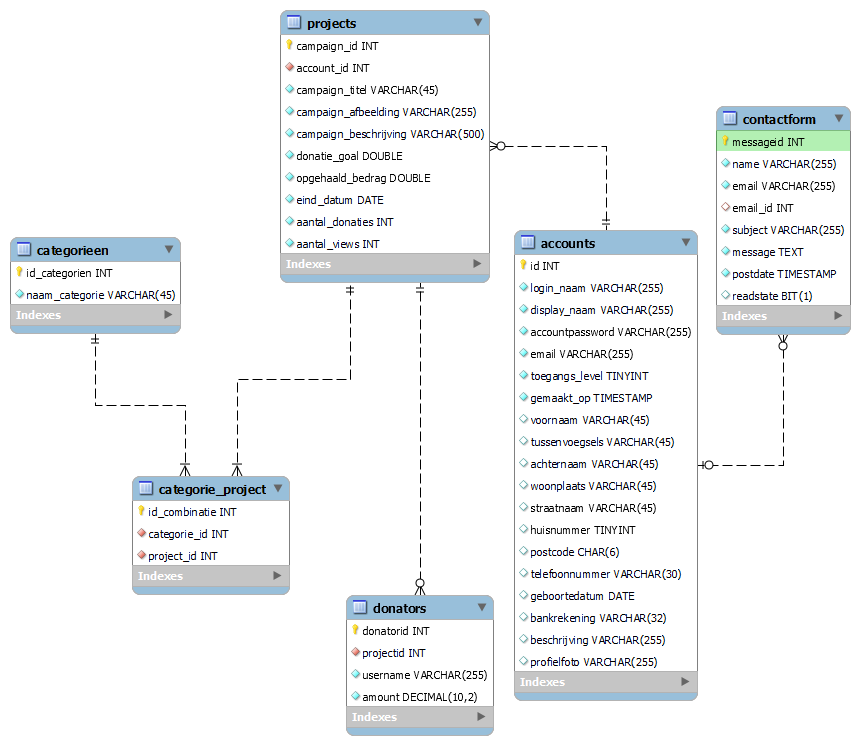 projects
campaign_id INT
account_id INT
campaign_titel VARCHAR(45)
campaign_afbeelding VARCHAR(255)
campaign_beschrijving VARCHAR(500)
donatie_goal DOUBLE
opgehaald_bedrag DOUBLE
eind_datum DATE
aantal_donaties INT
aantal_views INT
Indexes
contactform
messageid INT
name VARCHAR(255)
email VARCHAR(255)
email_id INT
subject VARCHAR(255)
message TEXT
postdate TIMESTAMP
readstate BIT(1)
Indexes
categorieen
id_categorien INT
naam_categorie VARCHAR(45)
Indexes
accounts
id INT
login_naam VARCHAR(255)
display_naam VARCHAR(255)
accountpassword VARCHAR(255)
email VARCHAR(255)
toegangs_level TINYINT
gemaakt_op TIMESTAMP
voornaam VARCHAR(45)
tussenvoegsels VARCHAR(45)
achternaam VARCHAR(45)
woonplaats VARCHAR(45)
straatnaam VARCHAR(45)
huisnummer TINYINT
postcode CHAR(6)
telefoonnummer VARCHAR(30)
geboortedatum DATE
bankrekening VARCHAR(32)
beschrijving VARCHAR(255)
profielfoto VARCHAR(255)
Indexes
categorie_project
id_combinatie INT
categorie_id INT
project_id INT
Indexes
donators
donatorid INT
projectid INT
username VARCHAR(255)
amount DECIMAL(10,2)
Indexes